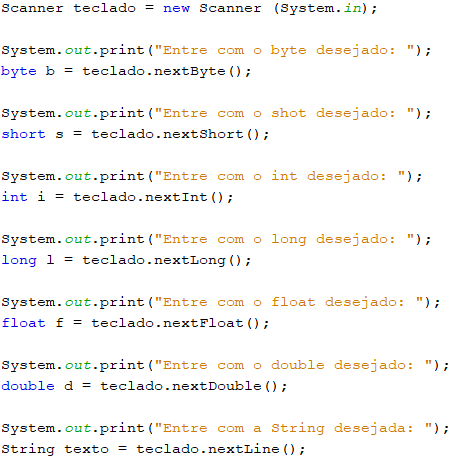 Scanner teclado = new Scanner (System.in);
System.out.print("Entre com o byte desejado: ");
byte b = teclado.nextByte();
System.out.print("Entre com o shot desejado: ");
short s = teclado.nextShort();
System.out.print("Entre com o int desejado: ");
int i = teclado.nextInt();
System.out.print("Entre com o long desejado: ");
long l = teclado.nextLong();
System.out.print("Entre com o float desejado: ");
float f = teclado.nextFloat();
System.out.print("Entre com o double desejado: ");
double d = teclado.nextDouble();
System.out.print("Entre com a String desejada: ");
String texto = teclado.nextLine();